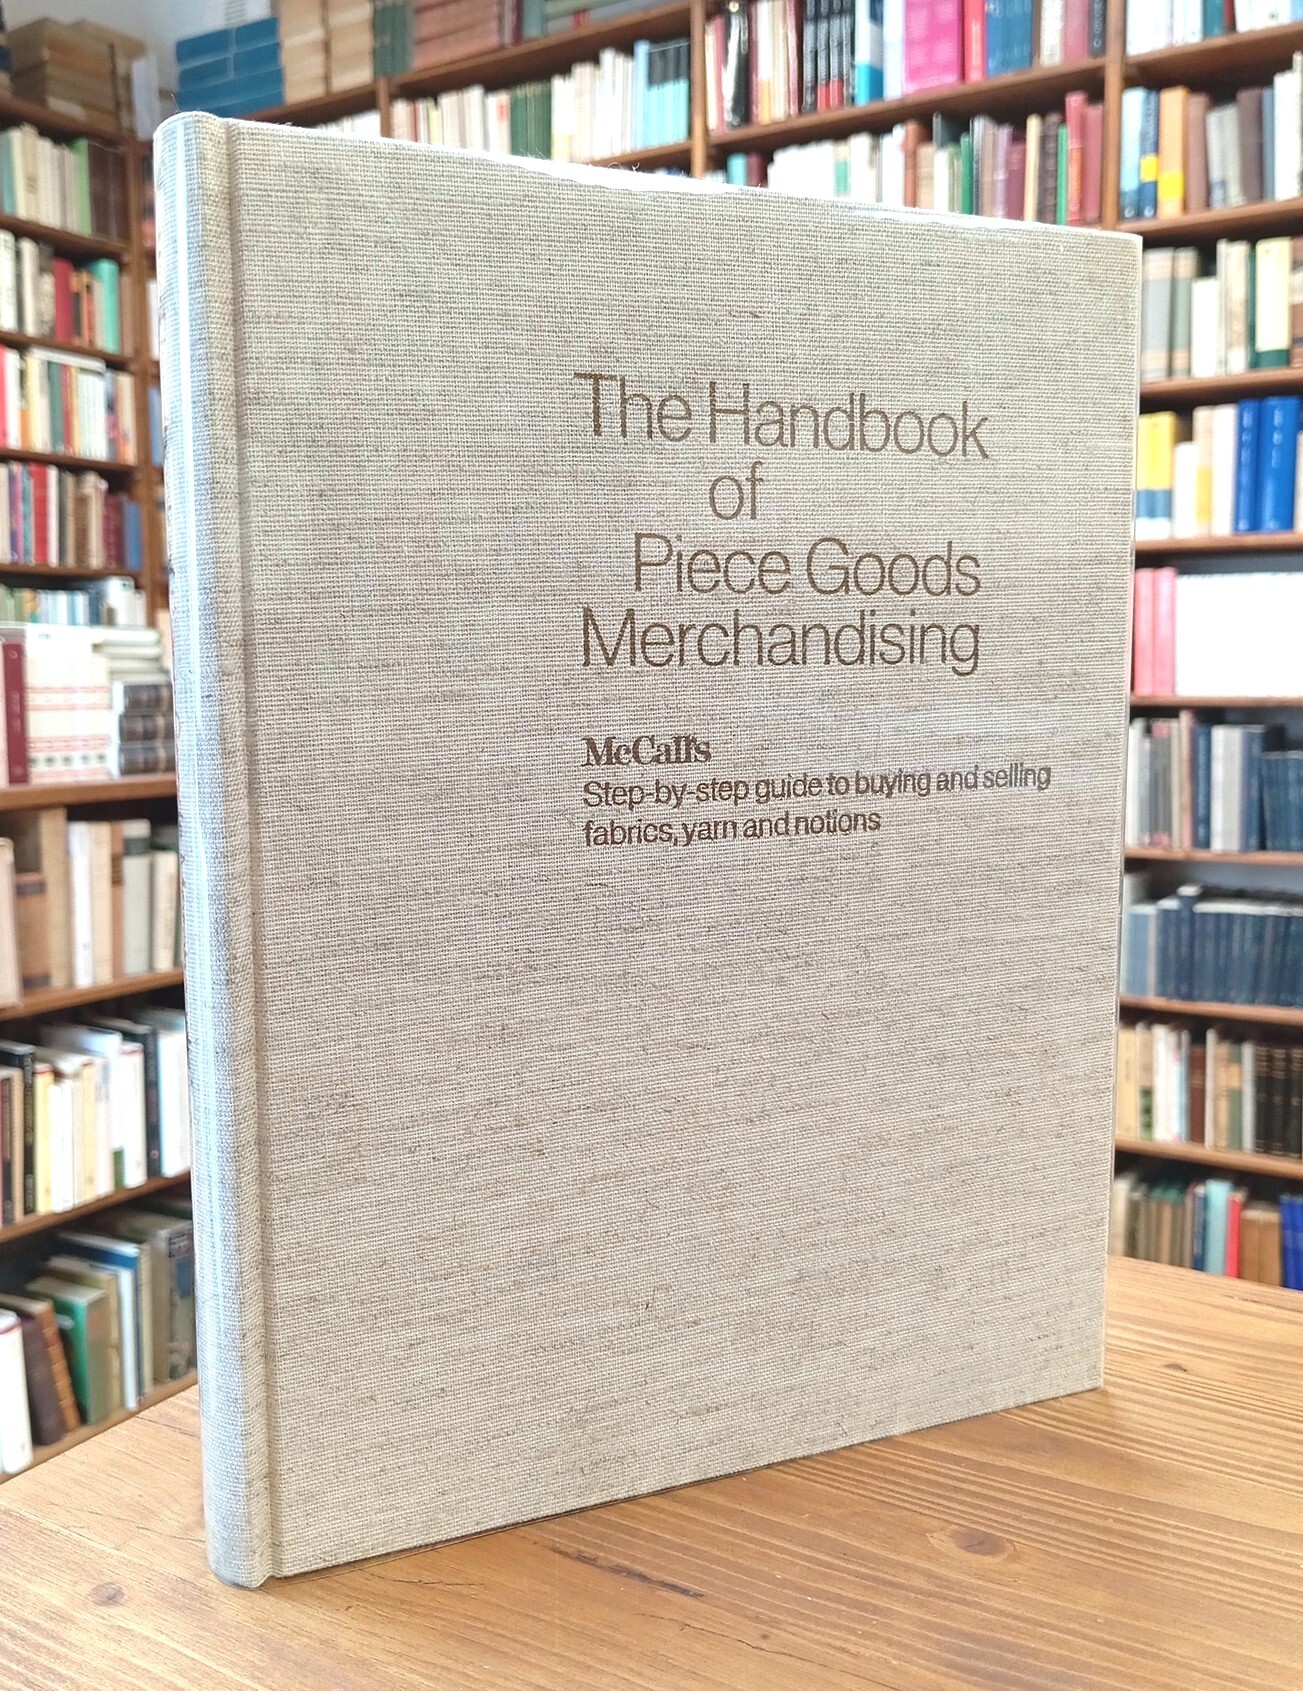 The Handbook
of
Piece Goods
Merchandising
McCall's
Step-by-step guide to buying and selling
fabrics, yarn and notions